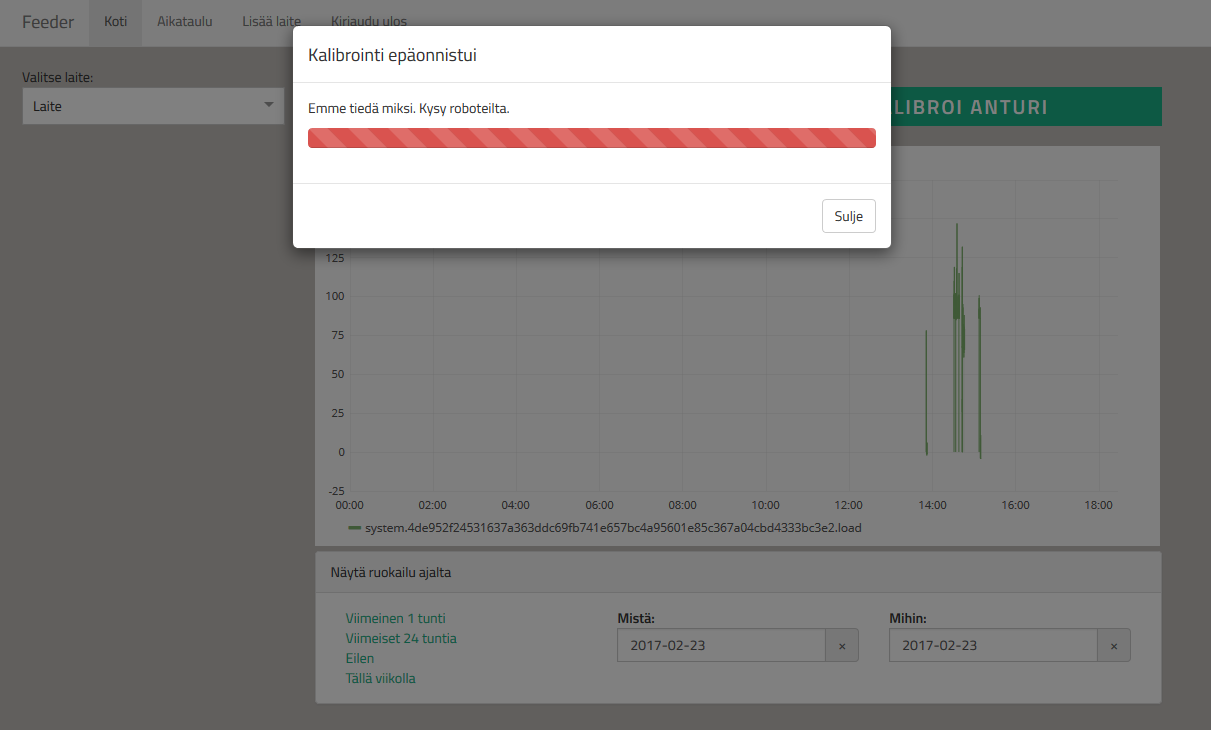 Feeder
Koti
Aikataulu
Lisää laite
Kirjaudu ulos
Kalibrointi epäonnistui
Emme tiedä miksi. Kysy roboteilta.
Sulje
Valitse laite:
Laite
LIBROI ANTURI
125
100
75
50
25
0
-25
00:00 02:00 04:00 06:00 08:00 10:00 12:00 14:00 16:00 18:00
system.4de952f24531637a363ddc69fb741e657bc4a95601e85c367a04cbd4333bc3e2.load
Näytä ruokailu ajalta
Viimeinen 1 tunti
Viimeiset 24 tuntia
Eilen
Tällä viikolla
Mistä:
2017-02-23 ×
Mihin:
2017-02-23 ×